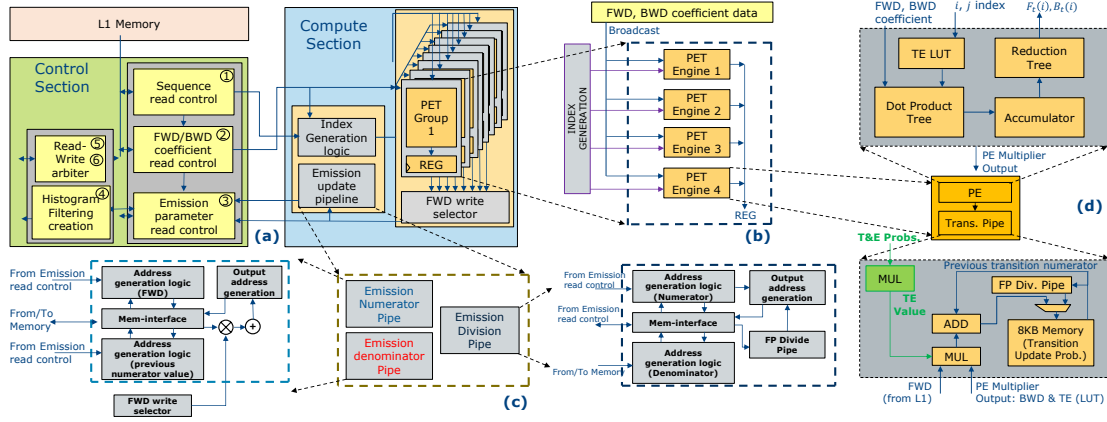 L1 Memory
Control
Section
Sequence
read control
①
FWD/BWD
coefficient
read control
②
Read-
Write
arbiter
⑤
⑥
Histogram
Filtering
creation
④
Emission
parameter
read control
③
(a)
Compute
Section
Index
Generation
logic
Emission
update
pipeline
PET
Group
1
REG
FWD write
selector
FWD, BWD coefficient data
Broadcast
INDEX
GENERATION
PET
Engine 1
PET
Engine 2
PET
Engine 3
PET
Engine 4
REG
(b)
FWD, BWD
coefficient
i, j index
F_t(i), B_t(i)
TE LUT
Reduction
Tree
Dot Product
Tree
Accumulator
PE Multiplier
Output
PE
Trans. Pipe
(d)
T&E Probs.
MUL
TE
Value
Previous transition numerator
FP Div. Pipe
ADD
MUL
8KB Memory
(Transition
Update Prob.)
FWD
(from L1)
PE Multiplier
Output: BWD & TE (LUT)
From Emission
read control
From/To
Memory
From Emission
read control
Address
generation logic
(FWD)
Output
address
generation
Mem-interface
Address
generation logic
(previous
numerator value)
FWD write
selector
Emission
Numerator
Pipe
Emission
denominator
Pipe
Emission
Division
Pipe
(c)
From Emission
read control
From Emission
read control
From/To Memory
Address
generation logic
(Numerator)
Output
address
generation
Mem-interface
FP Divide
Pipe
Address
generation logic
(Denominator)